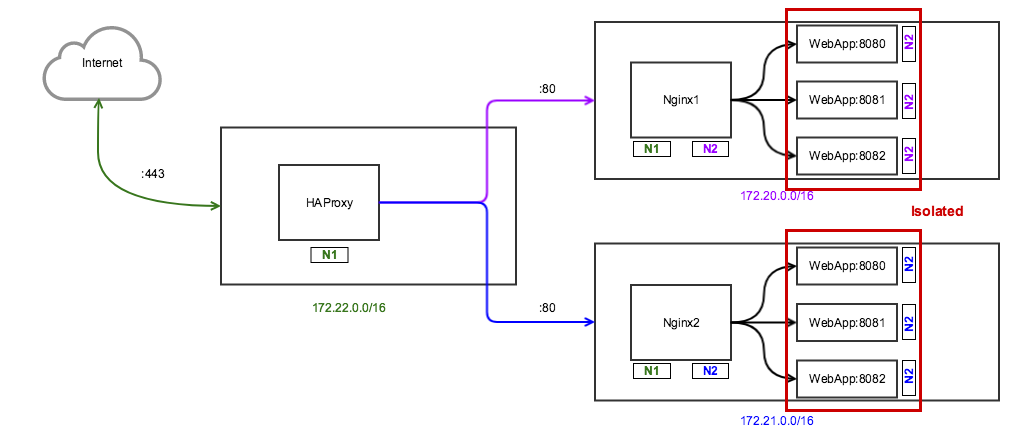 Internet
:443
HAProxy
N1
172.22.0.0/16
:80
Nginx1
N1
N2
WebApp:8080
N2
WebApp:8081
N2
WebApp:8082
N2
172.20.0.0/16
Isolated
:80
Nginx2
N1
N2
WebApp:8080
N2
WebApp:8081
N2
WebApp:8082
N2
172.21.0.0/16